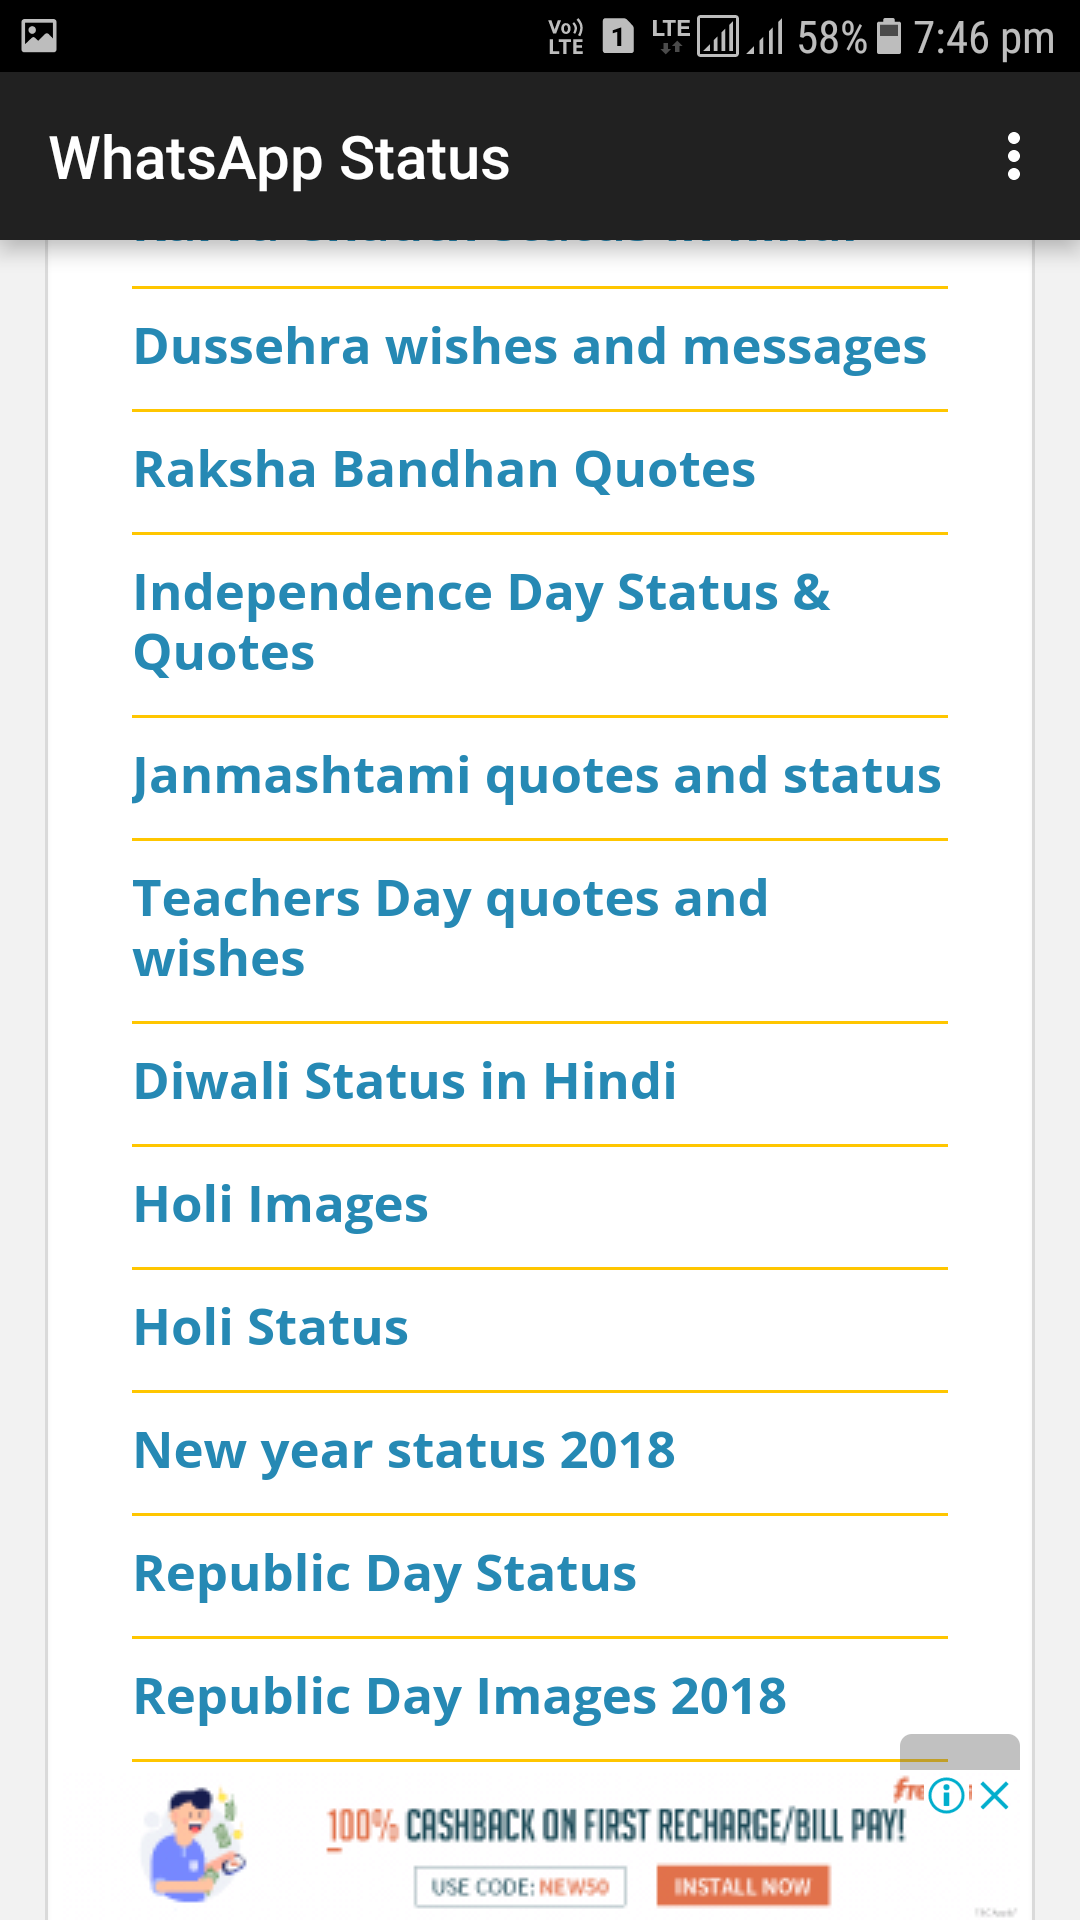 Vo)) LTE 1 LTE 58% 7:46 pm
WhatsApp Status
Dussehra wishes and messages
Raksha Bandhan Quotes
Independence Day Status &
Quotes
Janmashtami quotes and status
Teachers Day quotes and
wishes
Diwali Status in Hindi
Holi Images
Holi Status
New year status 2018
Republic Day Status
Republic Day Images 2018
100% CASHBACK ON FIRST RECHARGE/BILL PAY!
USE CODE: NEW50 INSTALL NOW